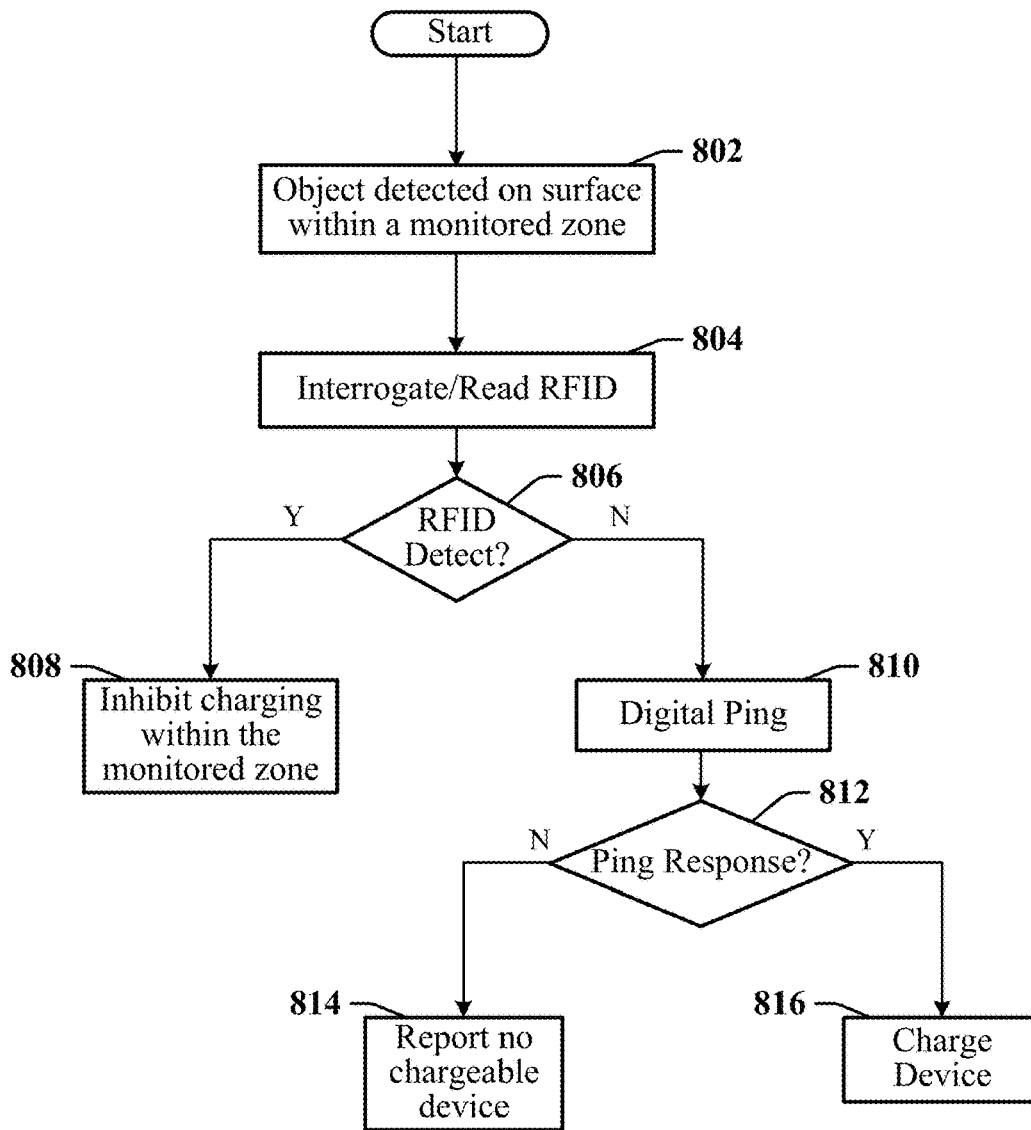 Start
802
Object detected on surface
within a monitored zone
804
Interrogate/Read RFID
806
RFID
Detect?
Y
N
808
Inhibit charging
within the
monitored zone
810
Digital Ping
812
Ping Response?
N
Y
814
Report no
chargeable
device
816
Charge
Device